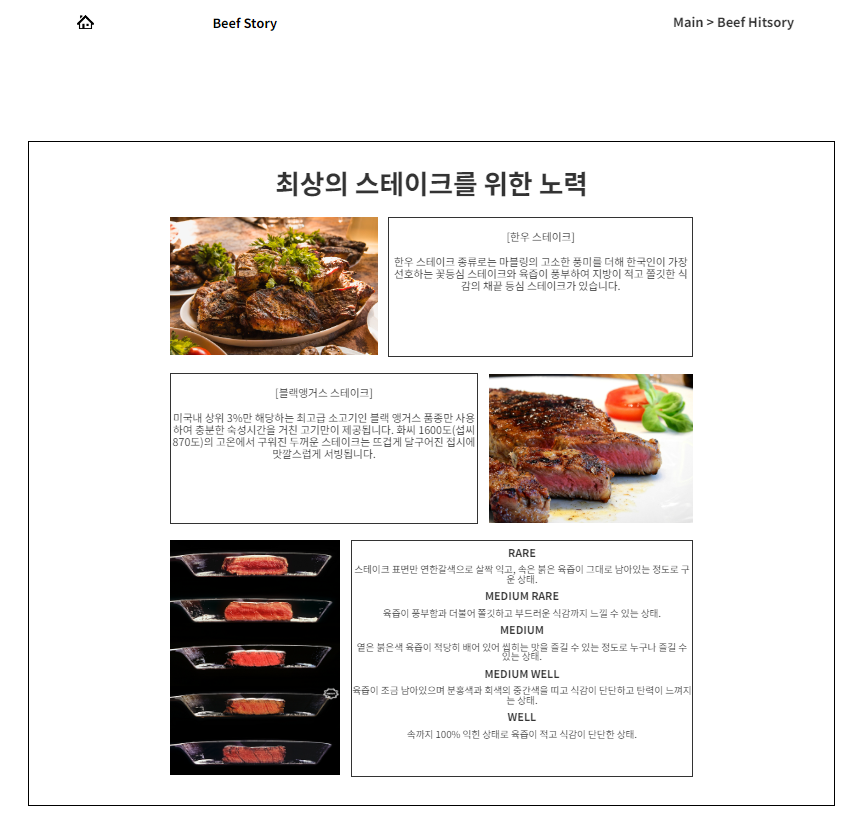 Beef Story
Main > Beef Hitsory
최상의 스테이크를 위한 노력
[한우 스테이크]
한우 스테이크 종류로는 마블링의 고소한 풍미를 더해 한국인이 가장
선호하는 꽃등심 스테이크와 육즙이 풍부하여 지방이 적고 쫄깃한 식
감의 채끝 등심 스테이크가 있습니다.
[블랙앵거스 스테이크]
미국내 상위 3%만 해당하는 최고급 소고기인 블랙 앵거스 품종만 사용
하여 충분한 숙성시간을 거친 고기만이 제공됩니다. 화씨 1600도(섭씨
870도)의 고온에서 구워진 두꺼운 스테이크는 뜨겁게 달구어진 접시에
맛깔스럽게 서빙됩니다.
RARE
스테이크 표면만 연한갈색으로 살짝 익고, 속은 붉은 육즙이 그대로 남아있는 정도로 구
운 상태.
MEDIUM RARE
육즙이 풍부함과 더불어 쫄깃하고 부드러운 식감까지 느낄 수 있는 상태.
MEDIUM
옅은 붉은색 육즙이 적당히 배어 있어 씹히는 맛을 즐길 수 있는 정도로 누구나 즐길 수
있는 상태.
MEDIUM WELL
육즙이 조금 남아있으며 분홍색과 회색의 중간색을 띠고 식감이 단단하고 탄력이 느껴지
는 상태.
WELL
속까지 100% 익힌 상태로 육즙이 적고 식감이 단단한 상태.